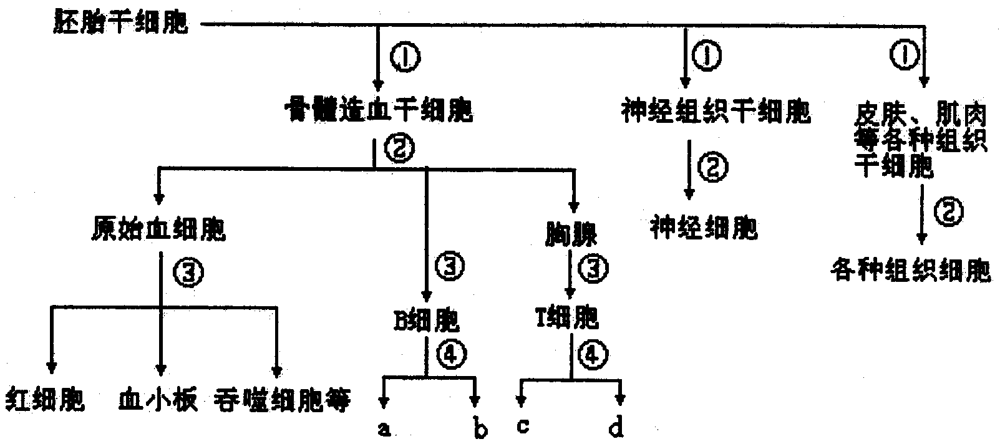 胚胎干细胞
① ① ①
骨髓造血干细胞 神经组织干细胞 皮肤、肌肉
等各种组织
干细胞
② ② ②
原始血细胞 胸腺 神经细胞
各种组织细胞
③ ③ ③
B细胞 T细胞
④ ④
红细胞 血小板 吞噬细胞等
a b c d